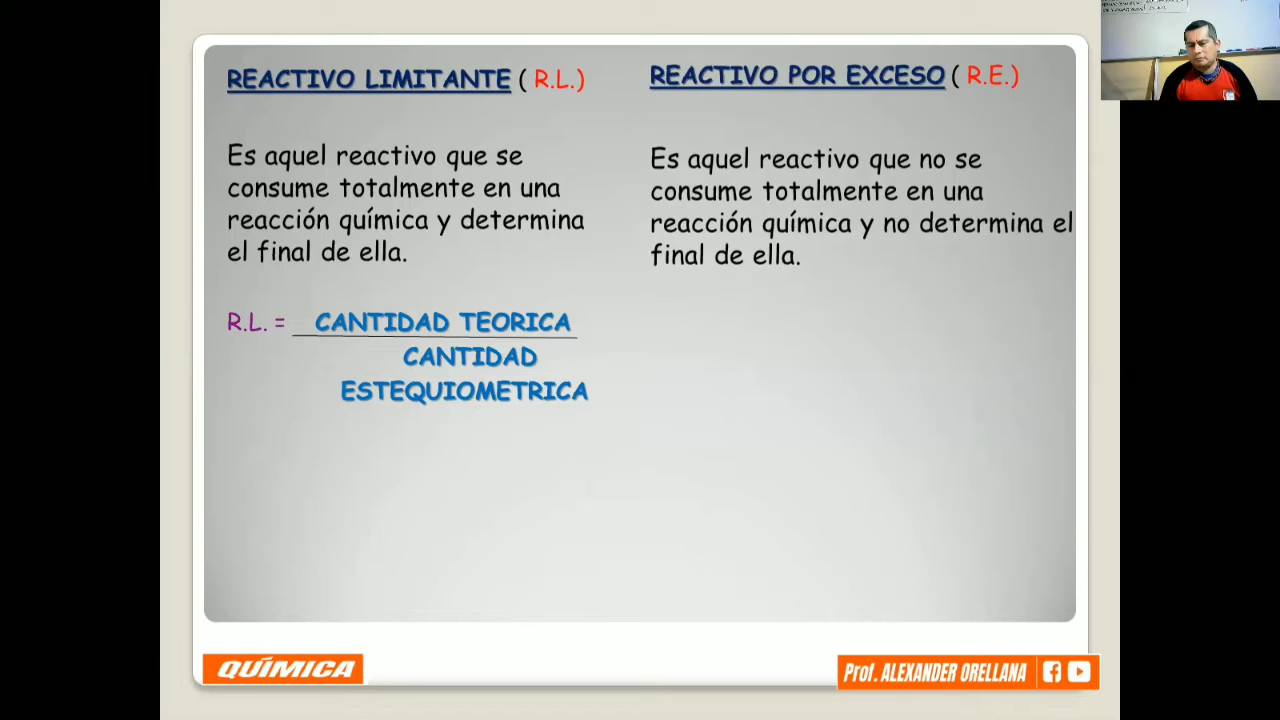 REACTIVO LIMITANTE ( R.L.)
Es aquel reactivo que se
consume totalmente en una
reacción química y determina
el final de ella.
R.L. = CANTIDAD TEORICA
CANTIDAD
ESTEQUIOMETRICA
REACTIVO POR EXCESO ( R.E.)
Es aquel reactivo que no se
consume totalmente en una
reacción química y no determina el
final de ella.
QUÍMICA
Prof. ALEXANDER ORELLANA